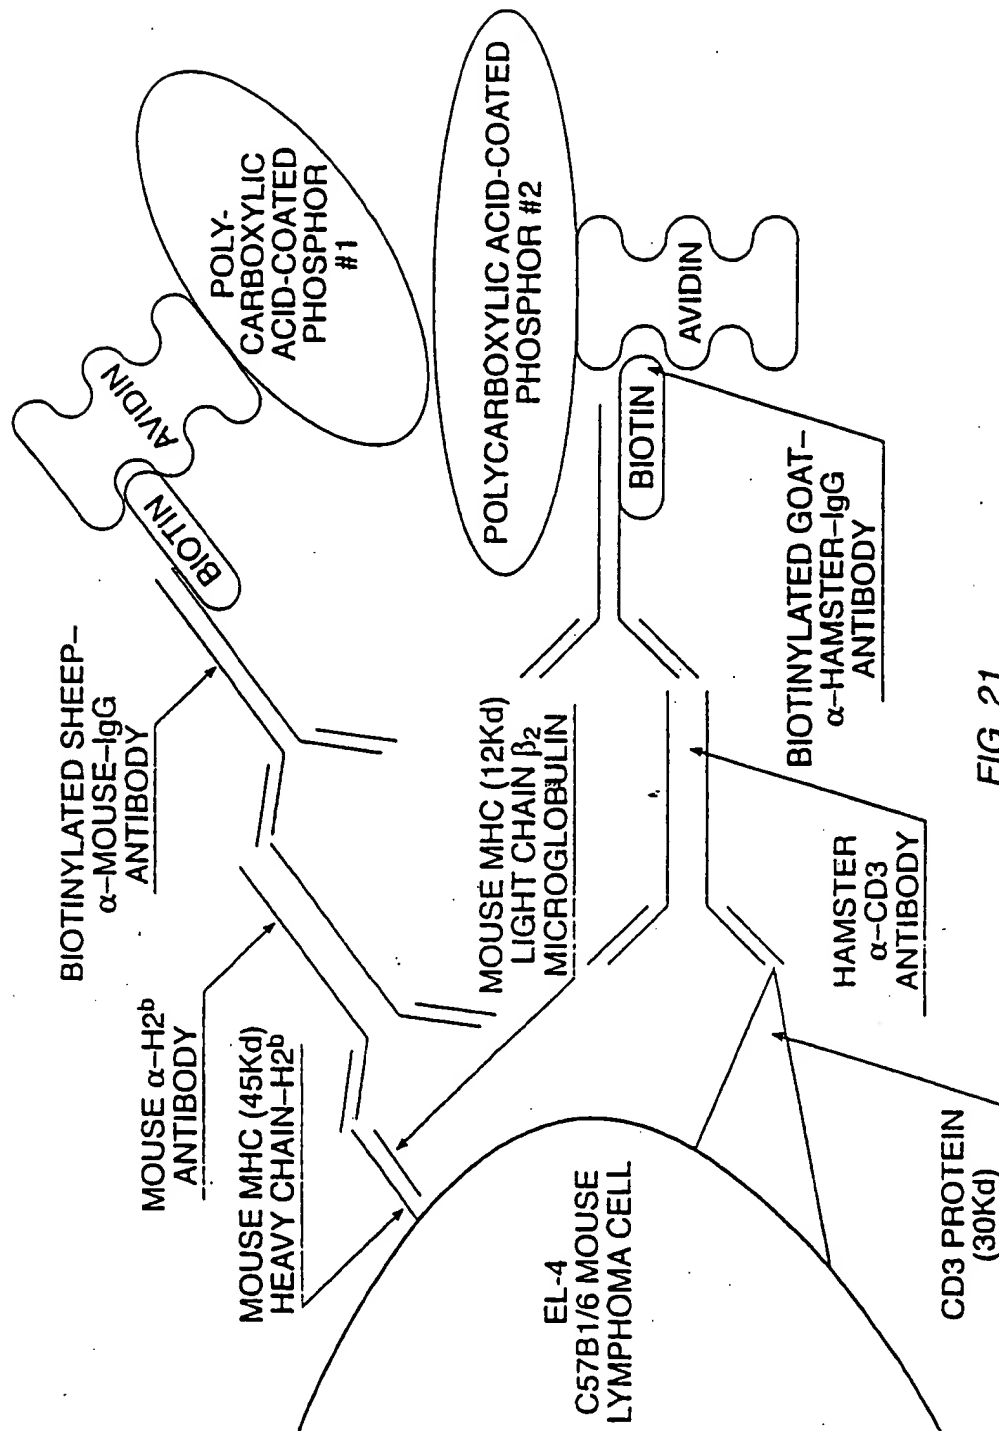 BIOTINYLATED SHEEP–
α–MOUSE–IgG
ANTIBODY
MOUSE α–H2b
ANTIBODY
MOUSE MHC (45Kd)
HEAVY CHAIN–H2b
EL-4
C57B1/6 MOUSE
LYMPHOMA CELL
CD3 PROTEIN
(30Kd)
MOUSE MHC (12Kd)
LIGHT CHAIN β2
MICROGLOBULIN
HAMSTER
α–CD3
ANTIBODY
BIOTINYLATED GOAT–
α–HAMSTER–IgG
ANTIBODY
BIOTIN
AVIDIN
POLY-
CARBOXYLIC
ACID-COATED
PHOSPHOR
#1
POLYCARBOXYLIC ACID-COATED
PHOSPHOR #2
BIOTIN
AVIDIN
FIG. 21